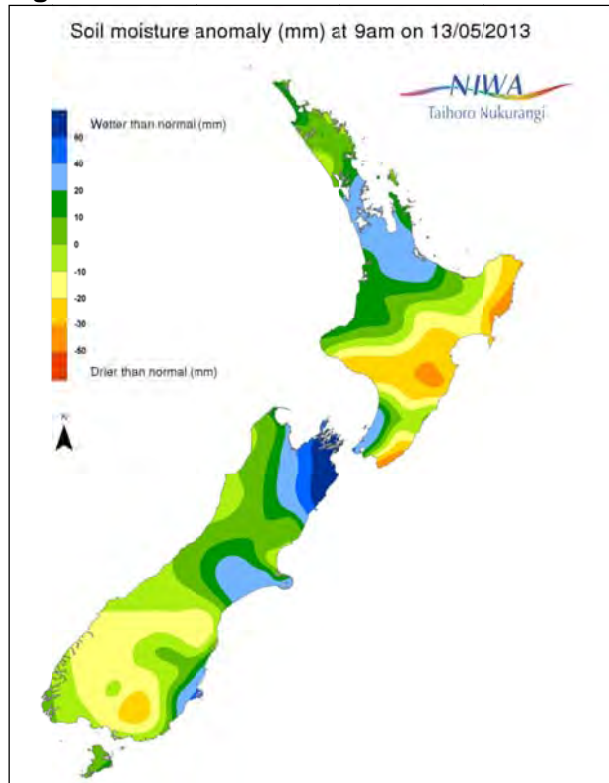 Soil moisture anomaly (mm) at 9am on 13/05/2013
NIWA
Taihoro Nukurangi
Wetter than normal (mm)
60
40
20
10
0
-10
-20
-30
-50
Drier than normal (mm)